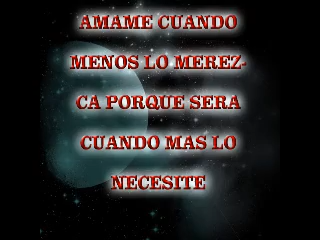 AMAME CUANDO
MENOS LO MEREZ-
CA PORQUE SERA
CUANDO MAS LO
NECESITE